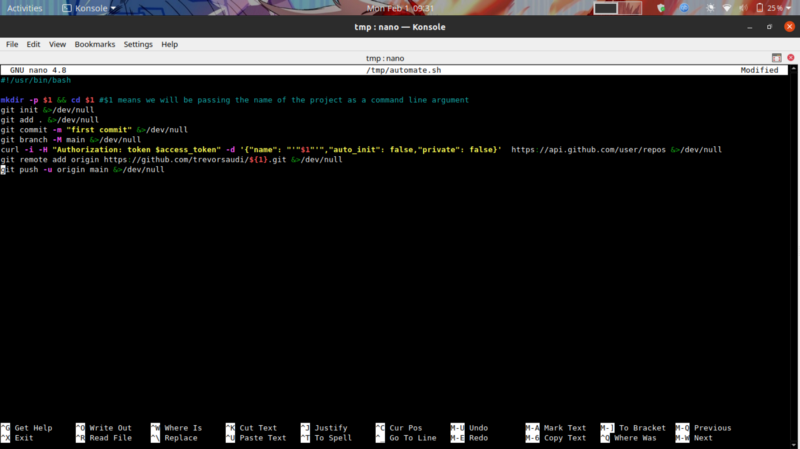 Activities Konsole Mon Feb 1 09:31 25%
tmp : nano — Konsole
File Edit View Bookmarks Settings Help
tmp : nano
GNU nano 4.8 /tmp/automate.sh Modified
#!/usr/bin/bash
mkdir -p $1 && cd $1 #$1 means we will be passing the name of the project as a command line argument
git init &>/dev/null
git add . &>/dev/null
git commit -m "first commit" &>/dev/null
git branch -M main &>/dev/null
curl -i -H "Authorization: token $access_token" -d '{"name": "'"$1"'","auto_init": false,"private": false}' https://api.github.com/user/repos &>/dev/null
git remote add origin https://github.com/trevorsaudi/${1}.git &>/dev/null
git push -u origin main &>/dev/null
^G Get Help ^O Write Out ^W Where Is ^K Cut Text ^J Justify ^C Cur Pos M-U Undo M-A Mark Text M-] To Bracket M-Q Previous
^X Exit ^R Read File ^\ Replace ^U Paste Text ^T To Spell ^_ Go To Line M-E Redo M-6 Copy Text ^Q Where Was M-W Next